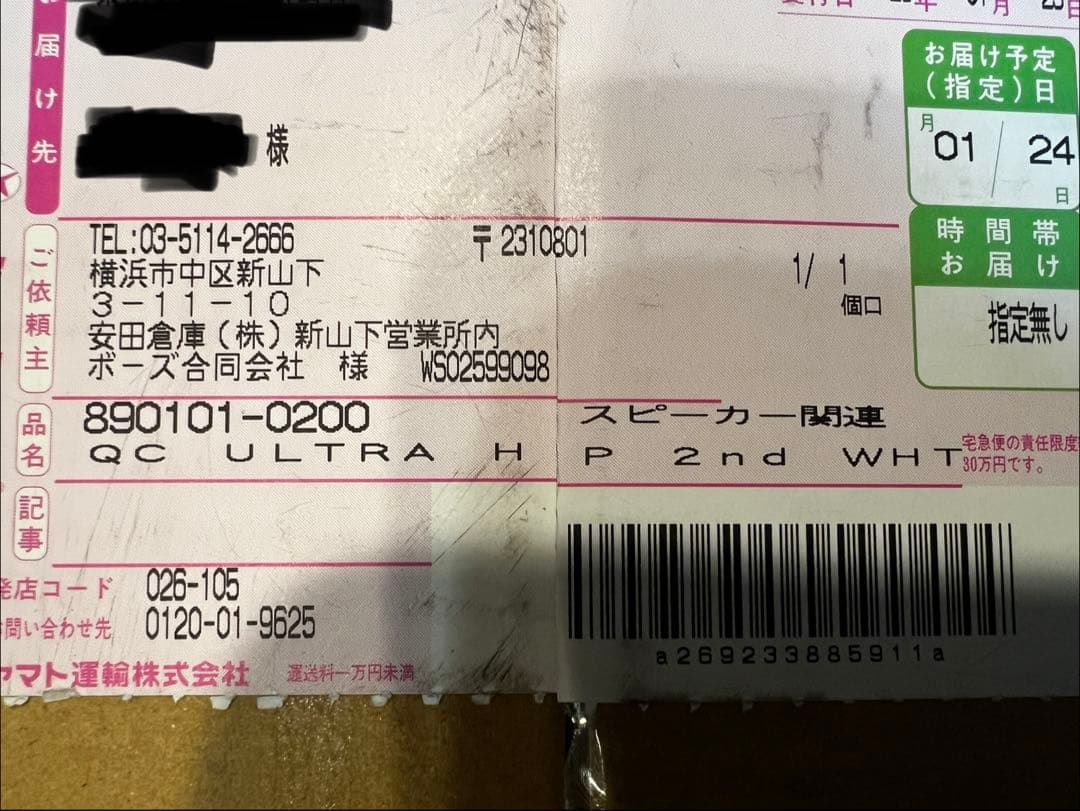 お届け先
様
お届け予定
(指定)日
月
01/24
日
時間帯
お届け
指定無し
ご依頼主
TEL:03-5114-2666 〒2310801
横浜市中区新山下
3-11-10
安田倉庫(株)新山下営業所内
ボーズ合同会社 様 WS02599098
1/ 1
個口
品名
890101-0200 スピーカー関連
QC ULTRA H P 2nd WHT
宅急便の責任限度
30万円です。
記事
発店コード 026-105
お問い合わせ先 0120-01-9625
ヤマト運輸株式会社 運送料一万円未満
a269233885911a